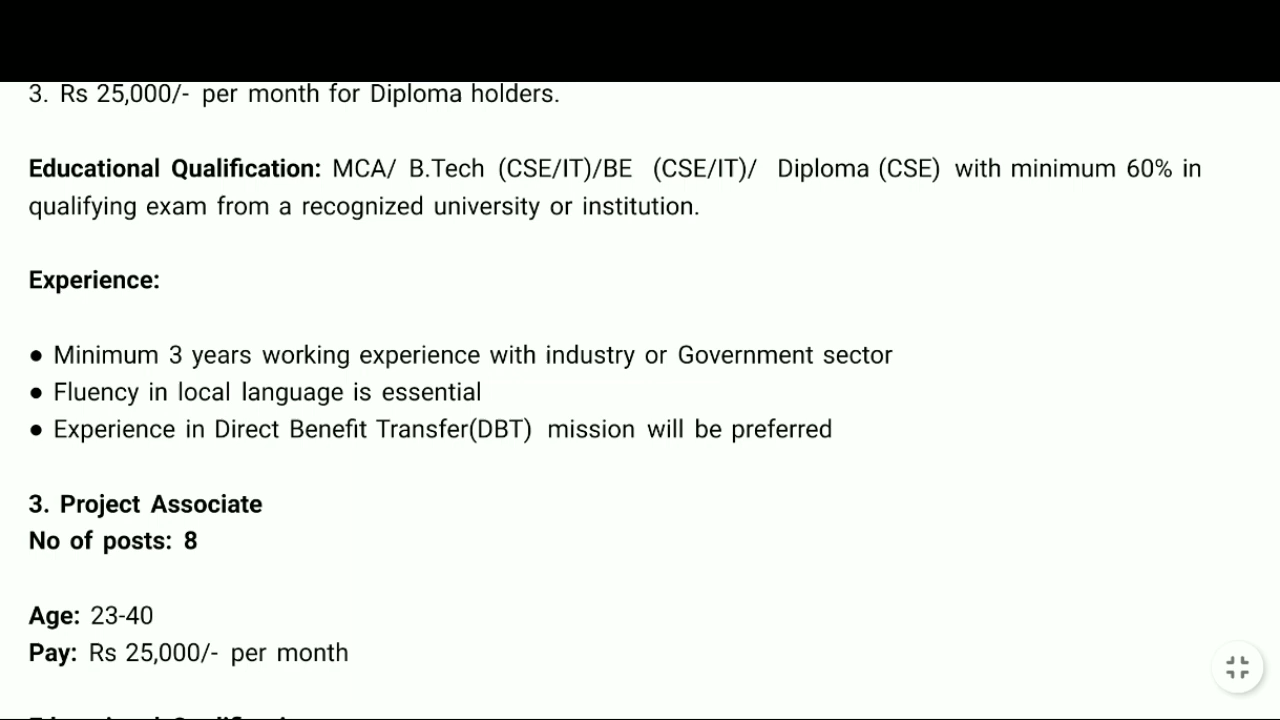 3. Rs 25,000/- per month for Diploma holders.
Educational Qualification: MCA/ B.Tech (CSE/IT)/BE (CSE/IT)/ Diploma (CSE) with minimum 60% in
qualifying exam from a recognized university or institution.
Experience:
● Minimum 3 years working experience with industry or Government sector
● Fluency in local language is essential
● Experience in Direct Benefit Transfer(DBT) mission will be preferred
3. Project Associate
No of posts: 8
Age: 23-40
Pay: Rs 25,000/- per month